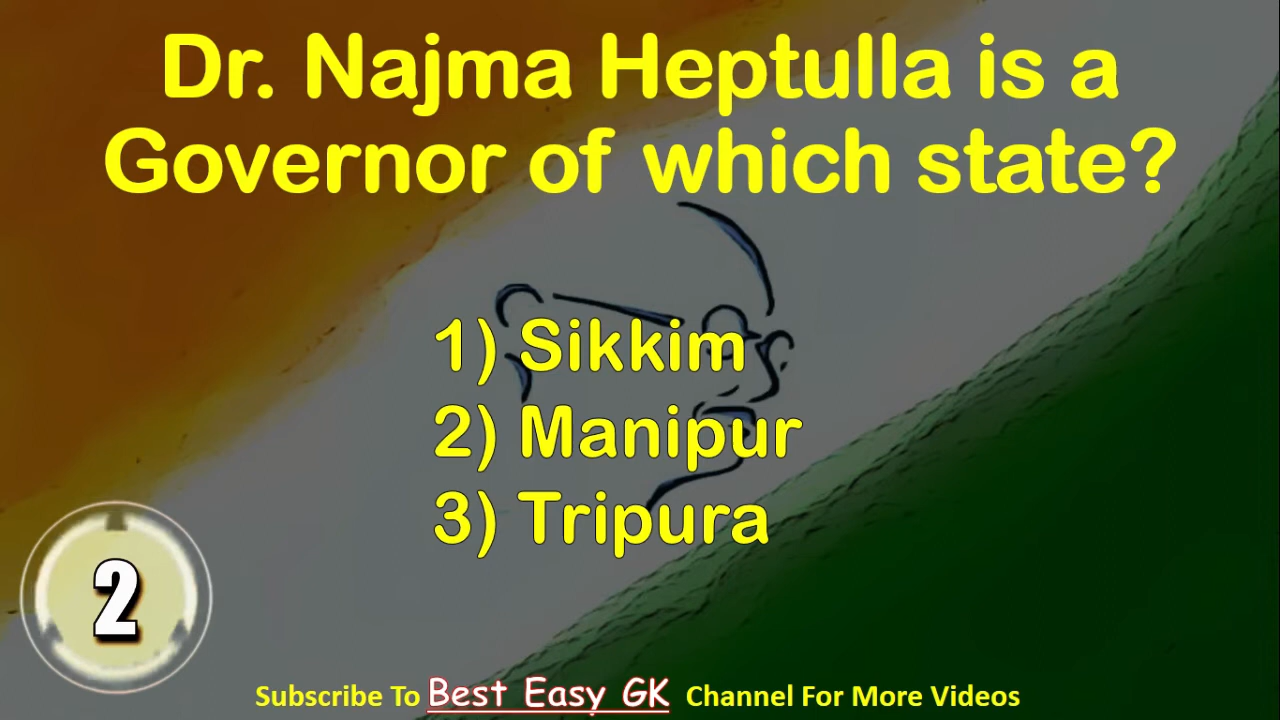 Dr. Najma Heptulla is a
Governor of which state?
1) Sikkim
2) Manipur
3) Tripura
2
Subscribe To Best Easy GK Channel For More Videos